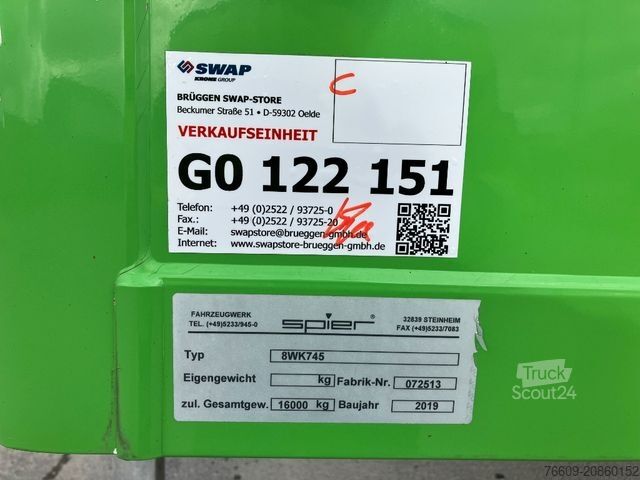 SWAP
KRONE GROUP
C
BRÜGGEN SWAP-STORE
Beckumer Straße 51 • D-59302 Oelde
VERKAUFSEINHEIT
G0 122 151
Telefon: +49 (0)2522 / 93725-0
Fax.: +49 (0)2522 / 93725-20
E-Mail: swapstore@brueggen-gmbh.de
Internet: www.swapstore-brueggen-gmbh.de
FAHRZEUGWERK
TEL. (+49)5233/945-0
spier
32839 STEINHEIM
FAX (+49)5233/7083
Typ 8WK745
Eigengewicht kg Fabrik-Nr. 072513
zul. Gesamtgew. 16000 kg Baujahr 2019
Truck
Scout24
76609-20860152